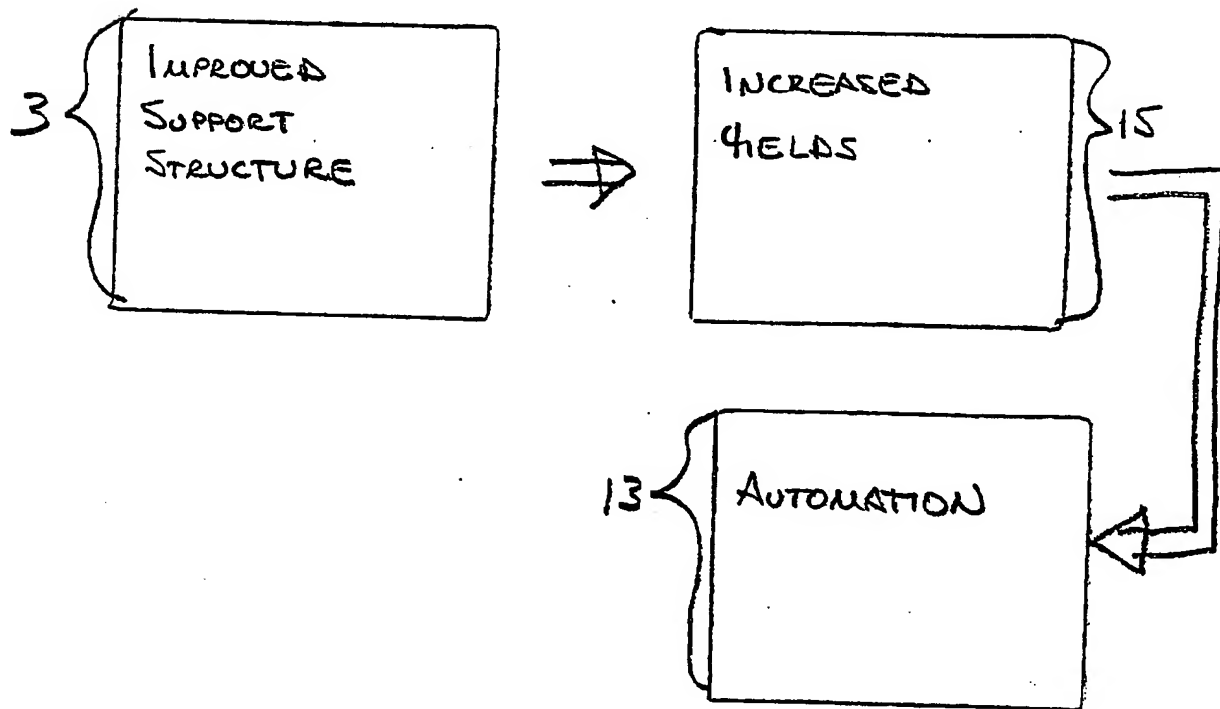 3
IMPROVED
SUPPORT
STRUCTURE
INCREASED
YIELDS
15
13
AUTOMATION